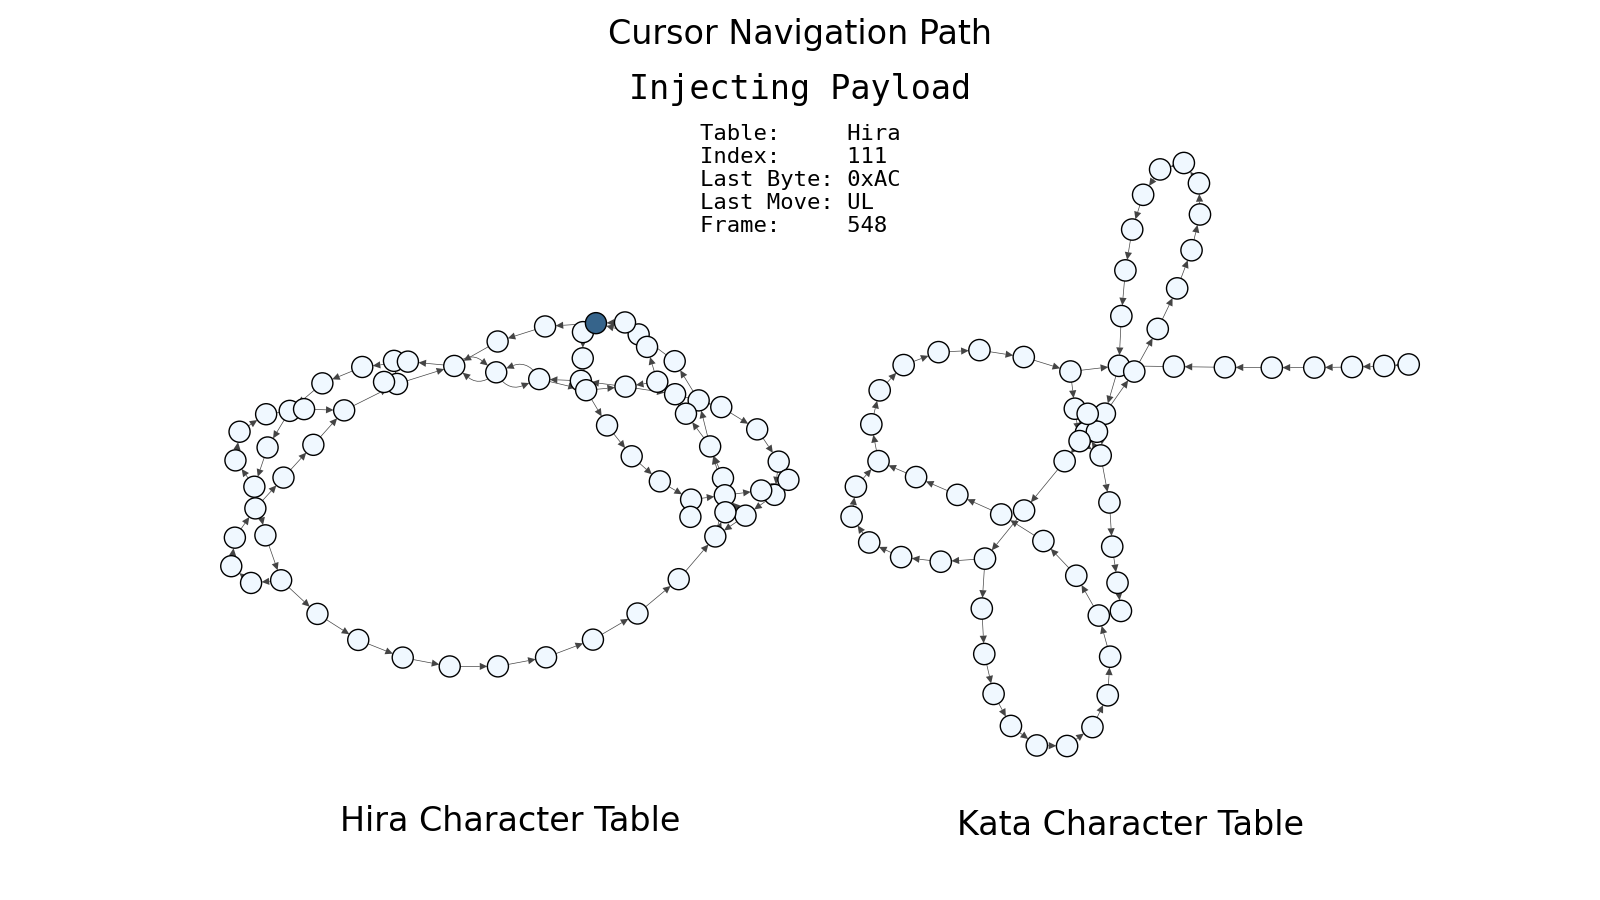 Cursor Navigation Path
Injecting Payload
Table: Hira
Index: 111
Last Byte: 0xAC
Last Move: UL
Frame: 548
Hira Character Table
Kata Character Table